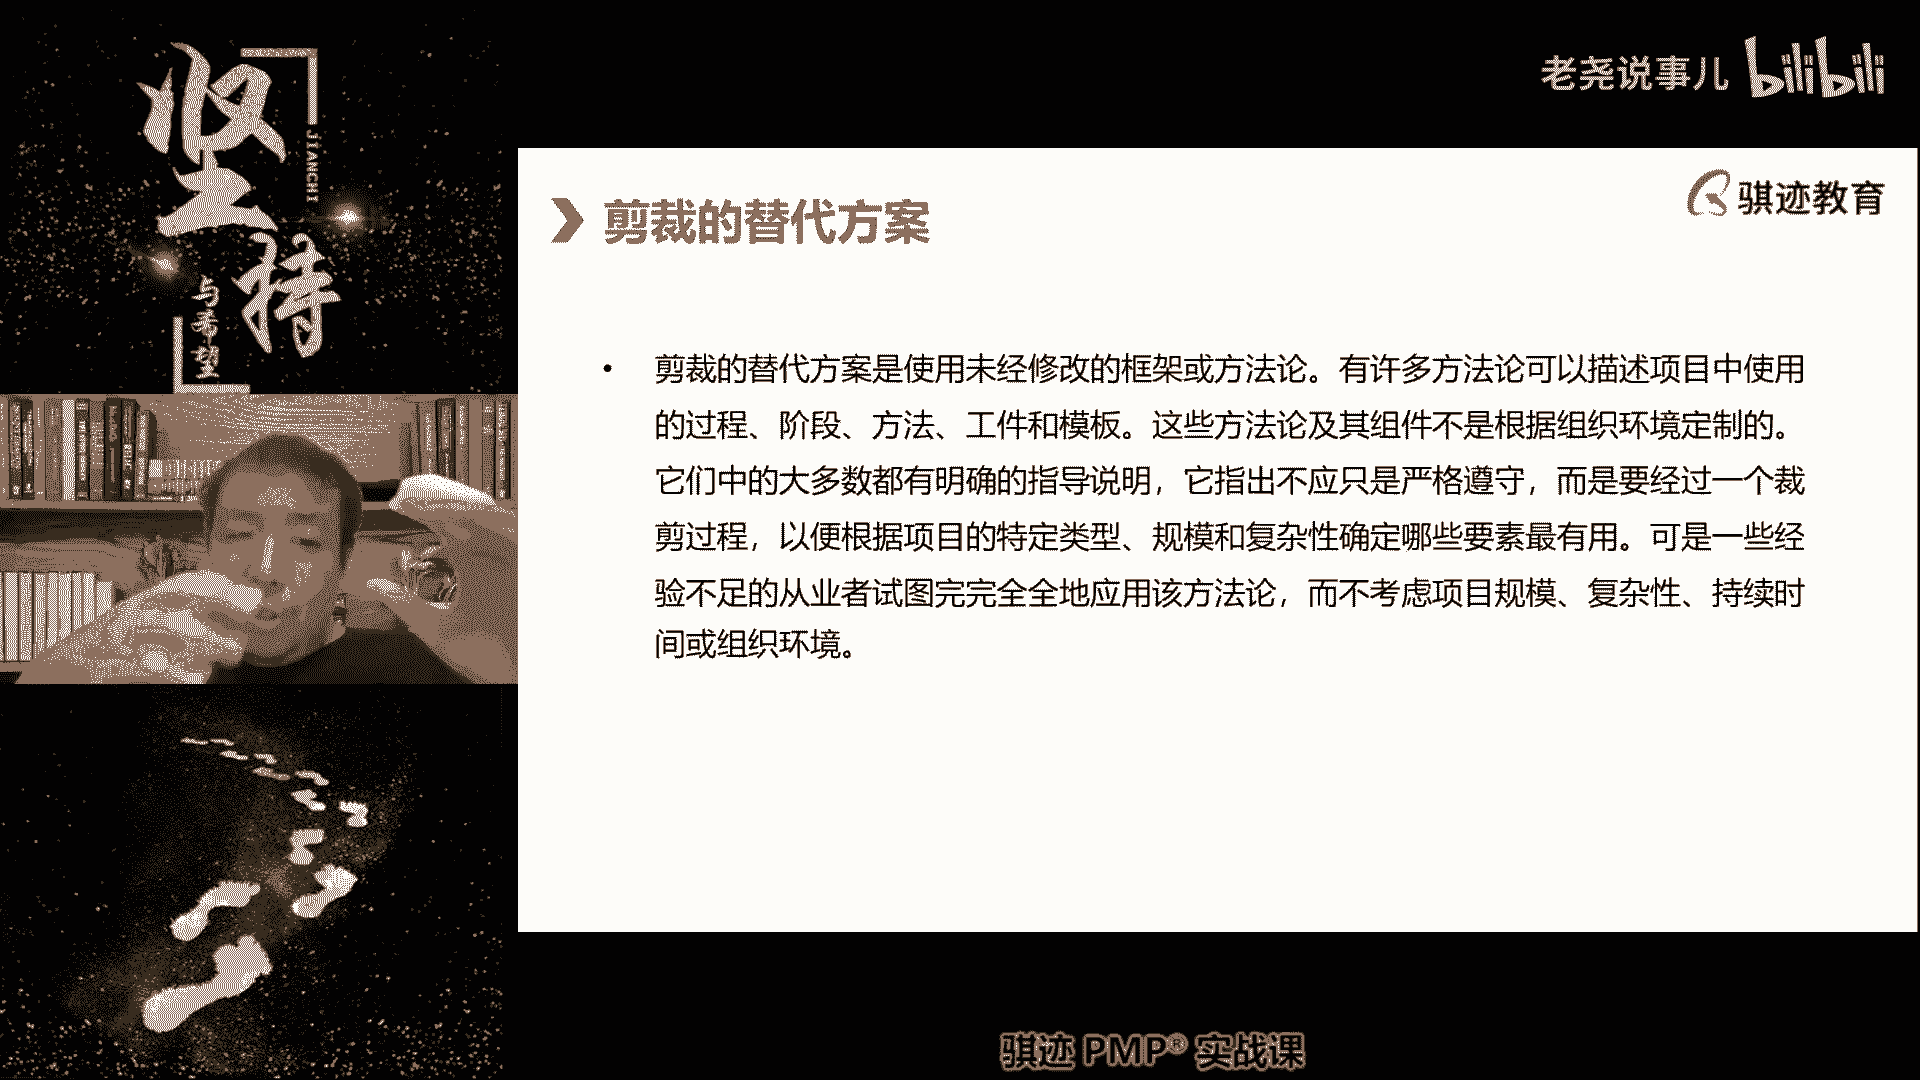 坚持
JIANCHI
与希望
老尧说事儿 bilibili
骐迹教育
剪裁的替代方案
• 剪裁的替代方案是使用未经修改的框架或方法论。有许多方法论可以描述项目中使用
的过程、阶段、方法、工件和模板。这些方法论及其组件不是根据组织环境定制的。
它们中的大多数都有明确的指导说明，它指出不应只是严格遵守，而是要经过一个裁
剪过程，以便根据项目的特定类型、规模和复杂性确定哪些要素最有用。可是一些经
验不足的从业者试图完完全全地应用该方法论，而不考虑项目规模、复杂性、持续时
间或组织环境。
骐迹 PMP® 实战课